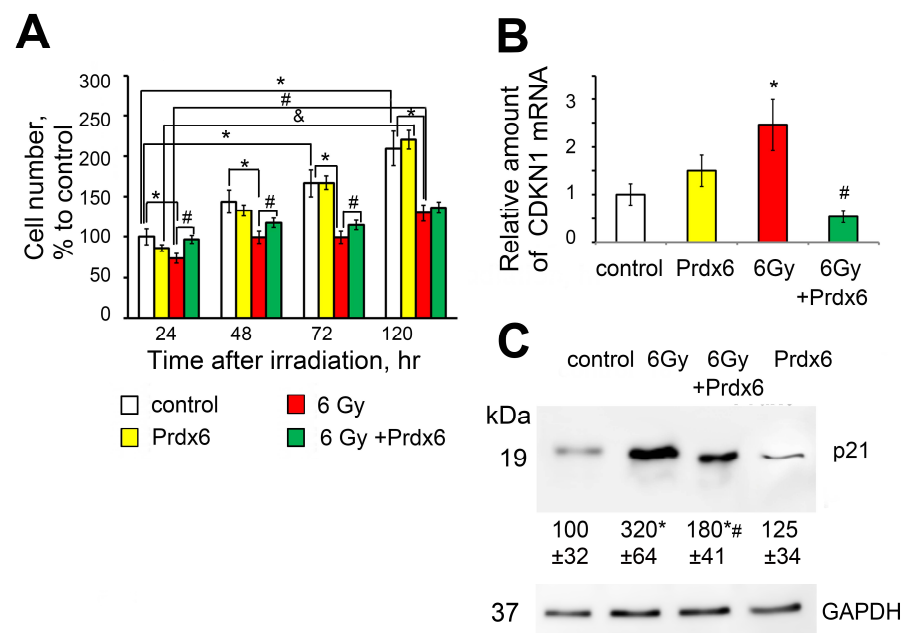 A
Cell number,
% to control
300
250
200
150
100
50
0
*
#
&
*
*
*
*
*
#
#
#
24 48 72 120
Time after irradiation, hr
control
6 Gy
Prdx6
6 Gy +Prdx6
B
Relative amount
of CDKN1 mRNA
3
2
1
0
*
#
control Prdx6 6Gy 6Gy
+Prdx6
C
control 6Gy 6Gy Prdx6
+Prdx6
kDa
19
p21
100 320* 180*# 125
±32 ±64 ±41 ±34
37
GAPDH